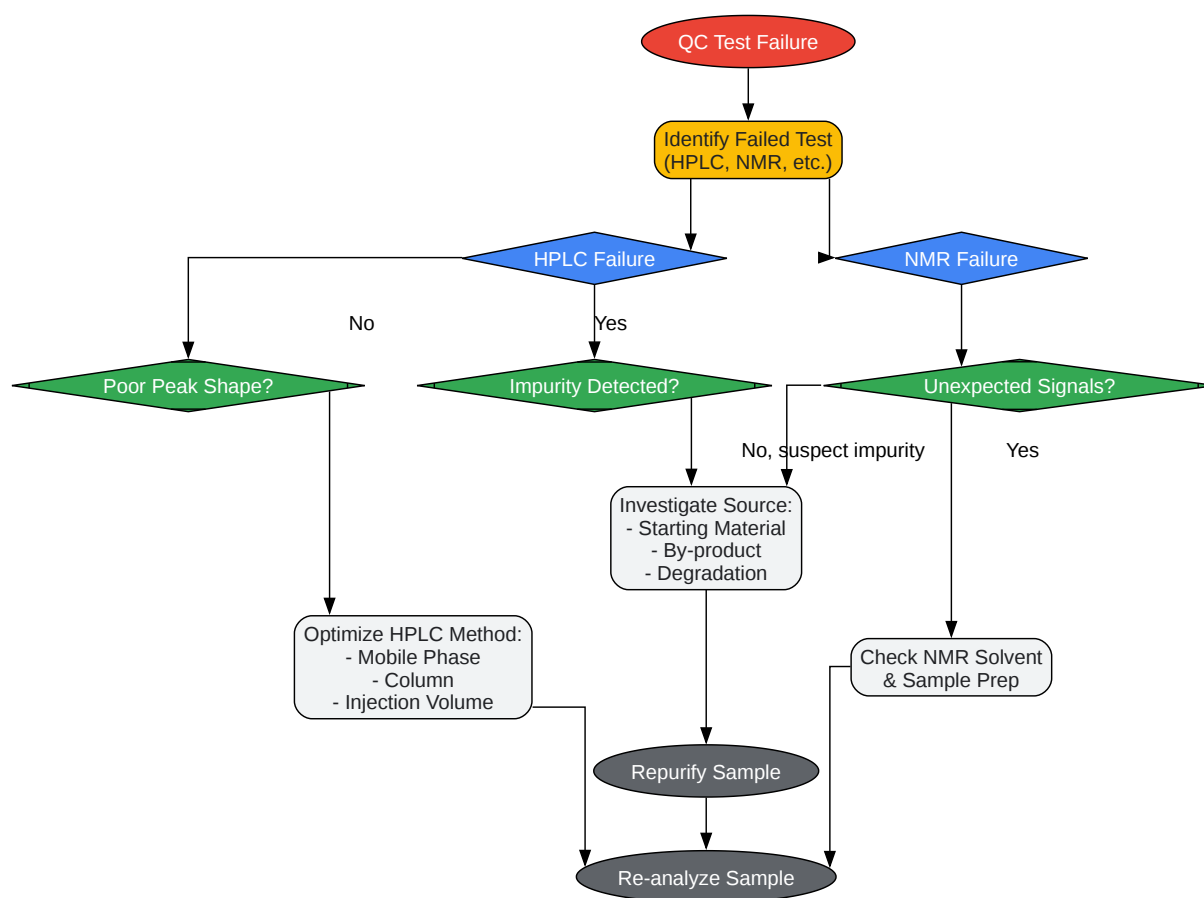 QC Test Failure
Identify Failed Test
(HPLC, NMR, etc.)
HPLC Failure
NMR Failure
No
Yes
Poor Peak Shape?
Impurity Detected?
Unexpected Signals?
No, suspect impurity
Yes
Investigate Source:
- Starting Material
- By-product
- Degradation
Optimize HPLC Method:
- Mobile Phase
- Column
- Injection Volume
Check NMR Solvent
& Sample Prep
Repurify Sample
Re-analyze Sample